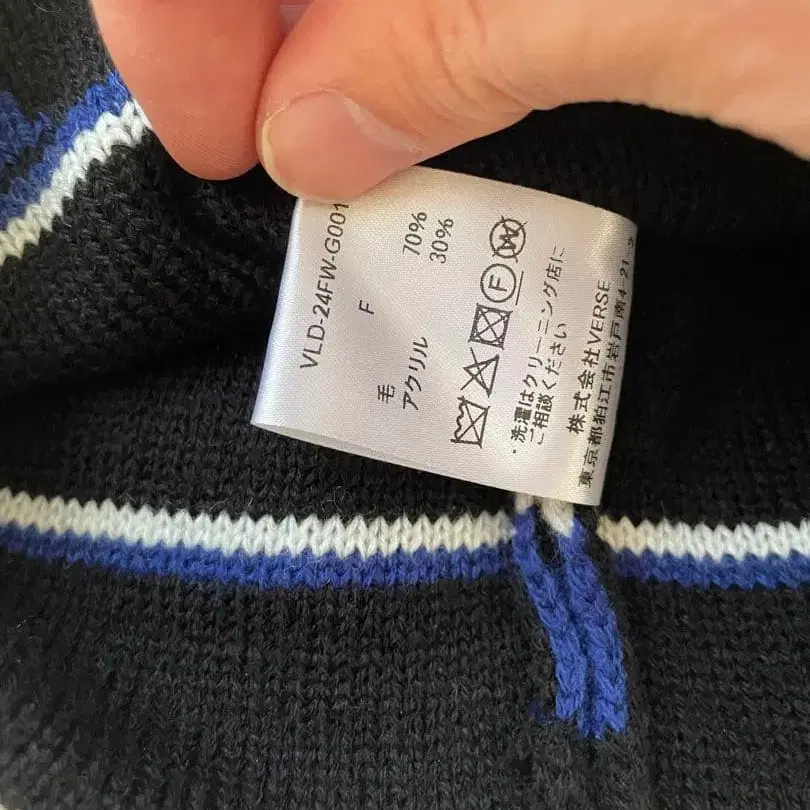 VLD-24FW-G001
F
毛 70%
アクリル 30%
W
F
・洗濯はクリーニング店に
ご相談ください
株式会社VERSE
東京都狛江市岩戸南4-21-2